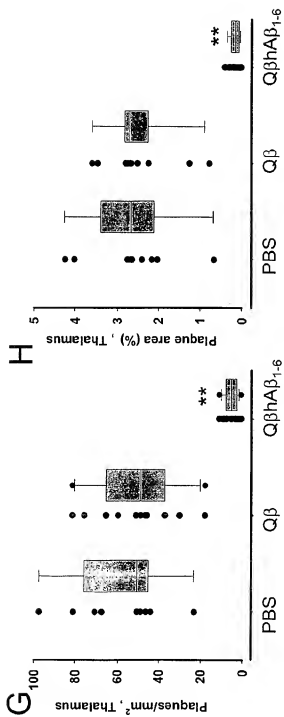 G
Plaques/mm², Thalamus
100
80
60
40
20
0
**
PBS
Qβ
QβhAβ1-6
H
Plaque area (%) , Thalamus
5
4
3
2
1
0
**
PBS
Qβ
QβhAβ1-6